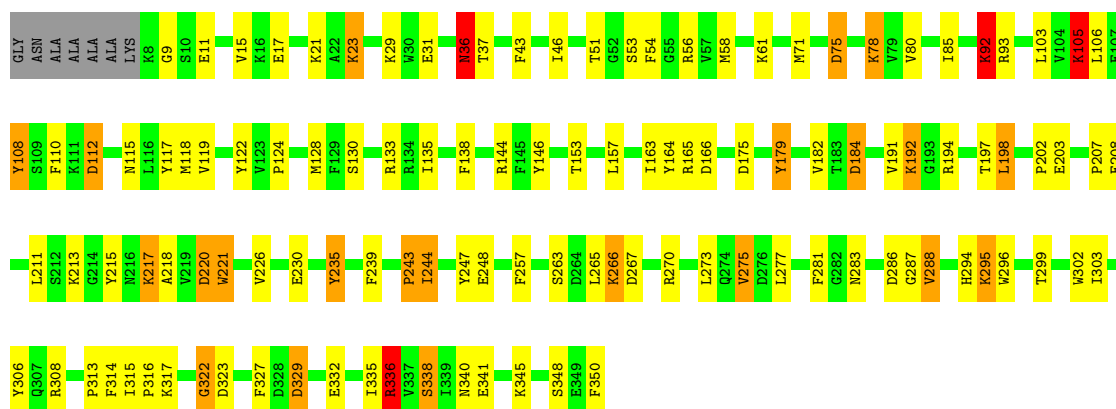 GLY ASN ALA ALA ALA ALA LYS K8 G9 S10 E11 V15 K16 E17 K21 A22 K23 K29 W30 E31 N36 T37 F43 I46 T51 G52 S53 F54 G55 R56 V57 M58 K61 M71 D75 K78 V79 V80 I85 K92 R93 L103 V104 K105 L106 E107
Y108 S109 F110 K111 D112 N115 L116 Y117 M118 V119 Y122 V123 P124 M128 F129 S130 R133 R134 I135 F138 R144 F145 Y146 T153 L157 I163 Y164 R165 D166 D175 Y179 V182 T183 D184 V191 K192 G193 R194 T197 L198 P202 E203 P207
L211 S212 K213 G214 Y215 N216 K217 A218 V219 D220 W221 V226 E230 Y235 F239 P243 I244 Y247 E248 F257 S263 D264 L265 K266 D267 R270 L273 Q274 V275 D276 L277 F281 G282 N283 D286 G287 V288 H294 K295 W296 T299 W302 I303
Y306 Q307 R308 P313 F314 I315 P316 K317 G322 D323 F327 D328 D329 E332 I335 R336 V337 S338 I339 N340 E341 K345 S348 E349 F350